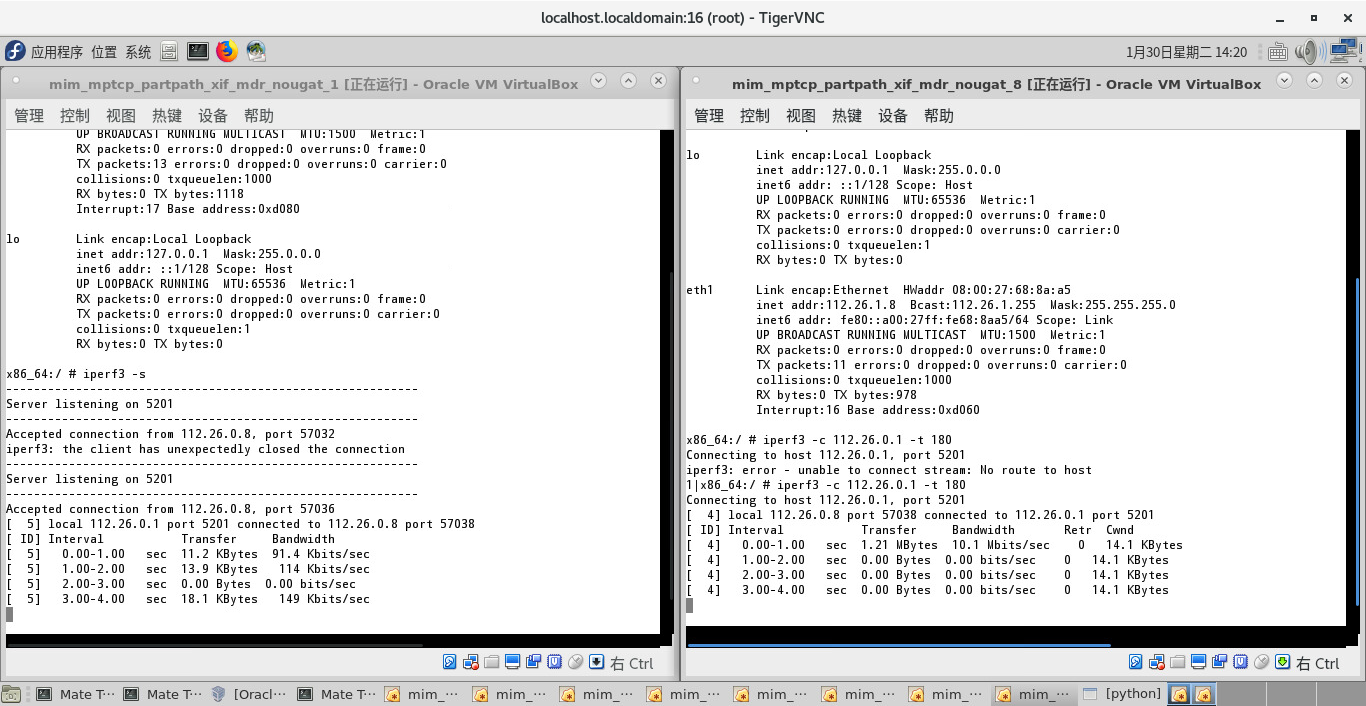 localhost.localdomain:16 (root) - TigerVNC
应用程序 位置 系统
1月30日星期二 14:20
mim_mptcp_partpath_xif_mdr_nougat_1 [正在运行] - Oracle VM VirtualBox
管理 控制 视图 热键 设备 帮助
UP BROADCAST RUNNING MULTICAST MTU:1500 Metric:1
RX packets:0 errors:0 dropped:0 overruns:0 frame:0
TX packets:13 errors:0 dropped:0 overruns:0 carrier:0
collisions:0 txqueuelen:1000
RX bytes:0 TX bytes:1118
Interrupt:17 Base address:0xd080
lo Link encap:Local Loopback
inet addr:127.0.0.1 Mask:255.0.0.0
inet6 addr: ::1/128 Scope: Host
UP LOOPBACK RUNNING MTU:65536 Metric:1
RX packets:0 errors:0 dropped:0 overruns:0 frame:0
TX packets:0 errors:0 dropped:0 overruns:0 carrier:0
collisions:0 txqueuelen:1
RX bytes:0 TX bytes:0
x86_64:/ # iperf3 -s
-----------------------------------------------------------
Server listening on 5201
-----------------------------------------------------------
Accepted connection from 112.26.0.8, port 57032
iperf3: the client has unexpectedly closed the connection
-----------------------------------------------------------
Server listening on 5201
-----------------------------------------------------------
Accepted connection from 112.26.0.8, port 57036
[  5] local 112.26.0.1 port 5201 connected to 112.26.0.8 port 57038
[ ID] Interval Transfer Bandwidth
[  5] 0.00-1.00 sec 11.2 KBytes 91.4 Kbits/sec
[  5] 1.00-2.00 sec 13.9 KBytes 114 Kbits/sec
[  5] 2.00-3.00 sec 0.00 Bytes 0.00 bits/sec
[  5] 3.00-4.00 sec 18.1 KBytes 149 Kbits/sec
右 Ctrl
mim_mptcp_partpath_xif_mdr_nougat_8 [正在运行] - Oracle VM VirtualBox
管理 控制 视图 热键 设备 帮助
lo Link encap:Local Loopback
inet addr:127.0.0.1 Mask:255.0.0.0
inet6 addr: ::1/128 Scope: Host
UP LOOPBACK RUNNING MTU:65536 Metric:1
RX packets:0 errors:0 dropped:0 overruns:0 frame:0
TX packets:0 errors:0 dropped:0 overruns:0 carrier:0
collisions:0 txqueuelen:1
RX bytes:0 TX bytes:0
eth1 Link encap:Ethernet HWaddr 08:00:27:68:8a:a5
inet addr:112.26.1.8 Bcast:112.26.1.255 Mask:255.255.255.0
inet6 addr: fe80::a00:27ff:fe68:8aa5/64 Scope: Link
UP BROADCAST RUNNING MULTICAST MTU:1500 Metric:1
RX packets:0 errors:0 dropped:0 overruns:0 frame:0
TX packets:11 errors:0 dropped:0 overruns:0 carrier:0
collisions:0 txqueuelen:1000
RX bytes:0 TX bytes:978
Interrupt:16 Base address:0xd060
x86_64:/ # iperf3 -c 112.26.0.1 -t 180
Connecting to host 112.26.0.1, port 5201
iperf3: error - unable to connect stream: No route to host
1|x86_64:/ # iperf3 -c 112.26.0.1 -t 180
Connecting to host 112.26.0.1, port 5201
[  4] local 112.26.0.8 port 57038 connected to 112.26.0.1 port 5201
[ ID] Interval Transfer Bandwidth Retr Cwnd
[  4] 0.00-1.00 sec 1.21 MBytes 10.1 Mbits/sec 0 14.1 KBytes
[  4] 1.00-2.00 sec 0.00 Bytes 0.00 bits/sec 0 14.1 KBytes
[  4] 2.00-3.00 sec 0.00 Bytes 0.00 bits/sec 0 14.1 KBytes
[  4] 3.00-4.00 sec 0.00 Bytes 0.00 bits/sec 0 14.1 KBytes
右 Ctrl
Mate T… Mate T… [Oracl… Mate T… mim_… mim_… mim_… mim_… mim_… mim_… mim_… mim_… [python]